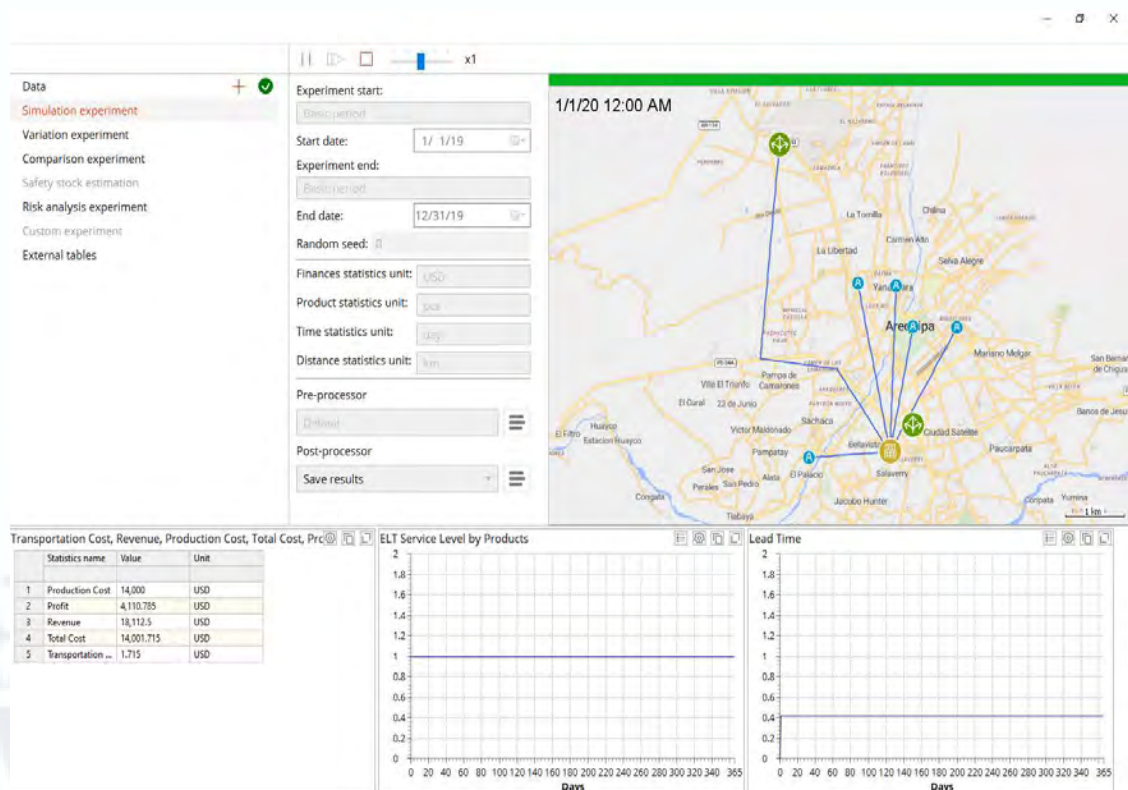 x1
Data
Simulation experiment
Variation experiment
Comparison experiment
Safety stock estimation
Risk analysis experiment
Custom experiment
External tables
Experiment start:
Basic period
Start date: 1/ 1/19
Experiment end:
Basic period
End date: 12/31/19
Random seed: 0
Finances statistics unit: USD
Product statistics unit: pcs
Time statistics unit: day
Distance statistics unit: km
Pre-processor
Default
Post-processor
Save results
1/1/20 12:00 AM
La Tomilla
Chilina
Carmen Alto
La Libertad
Selva Alegre
Mariano Melgar
San Bernar
de Chigua
Pampa de
Camarones
Ville El Triunfo
El Cural
22 de Junio
Sachaca
Victor Maldonado
Pampatay
El Filtro
Huayco
Estacion Huayco
Ciudad Satelite
Bellavista
Paucarpata
Banos de Jesus
San Jose
Perales
San Pedro
Alata
El Palacio
Salaverry
Jacobo Hunter
Congata
Tiabaya
Yumina
1 km
Transportation Cost, Revenue, Production Cost, Total Cost, Prc
Statistics name Value Unit
1 Production Cost 14,000 USD
2 Profit 4,110.785 USD
3 Revenue 18,112.5 USD
4 Total Cost 14,001.715 USD
5 Transportation ... 1.715 USD
ELT Service Level by Products
2
1.8
1.6
1.4
1.2
1
0.8
0.6
0.4
0.2
0
0 20 40 60 80 100 120 140 160 180 200 220 240 260 280 300 320 340 365
Days
Lead Time
2
1.8
1.6
1.4
1.2
1
0.8
0.6
0.4
0.2
0
0 20 40 60 80 100 120 140 160 180 200 220 240 260 280 300 320 340 365
Days